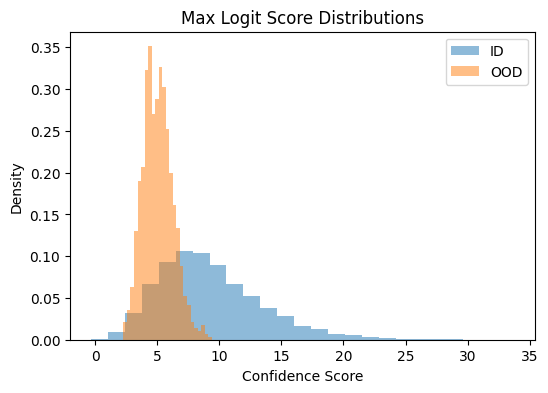 Max Logit Score Distributions
ID
OOD
Density
0.35
0.30
0.25
0.20
0.15
0.10
0.05
0.00
0 5 10 15 20 25 30 35
Confidence Score